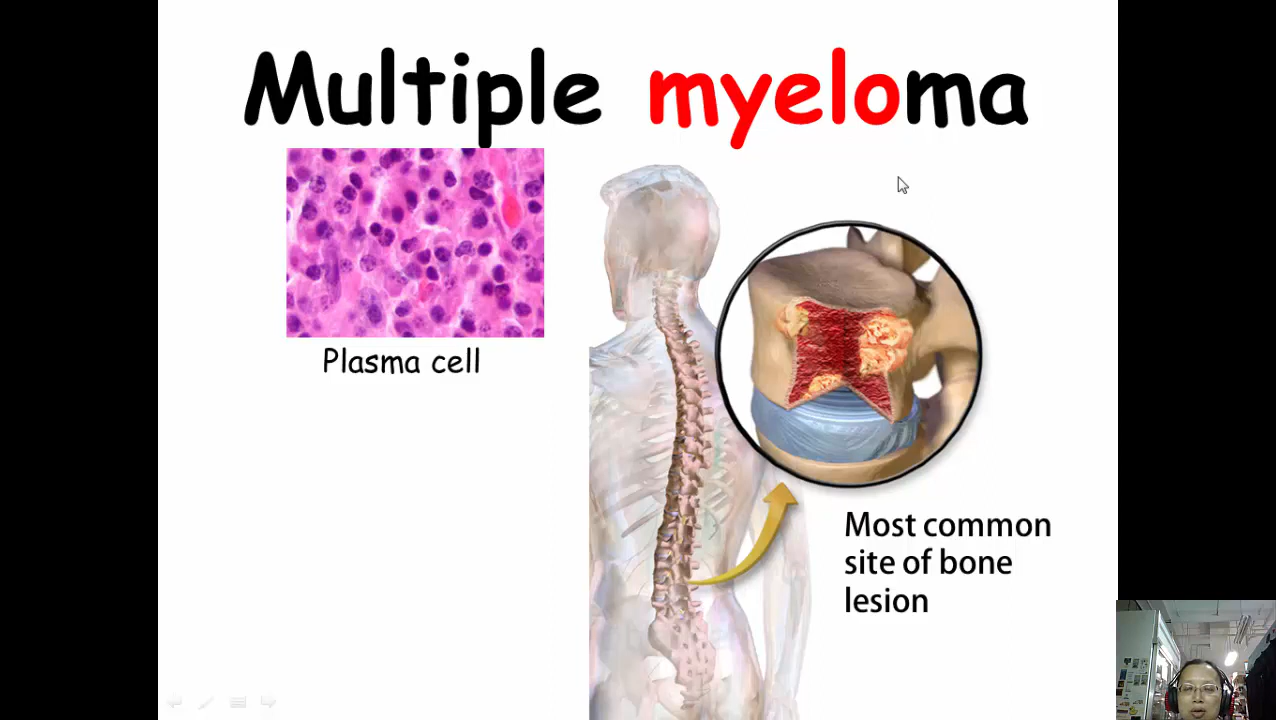 Multiple myeloma
Plasma cell
Most common
site of bone
lesion